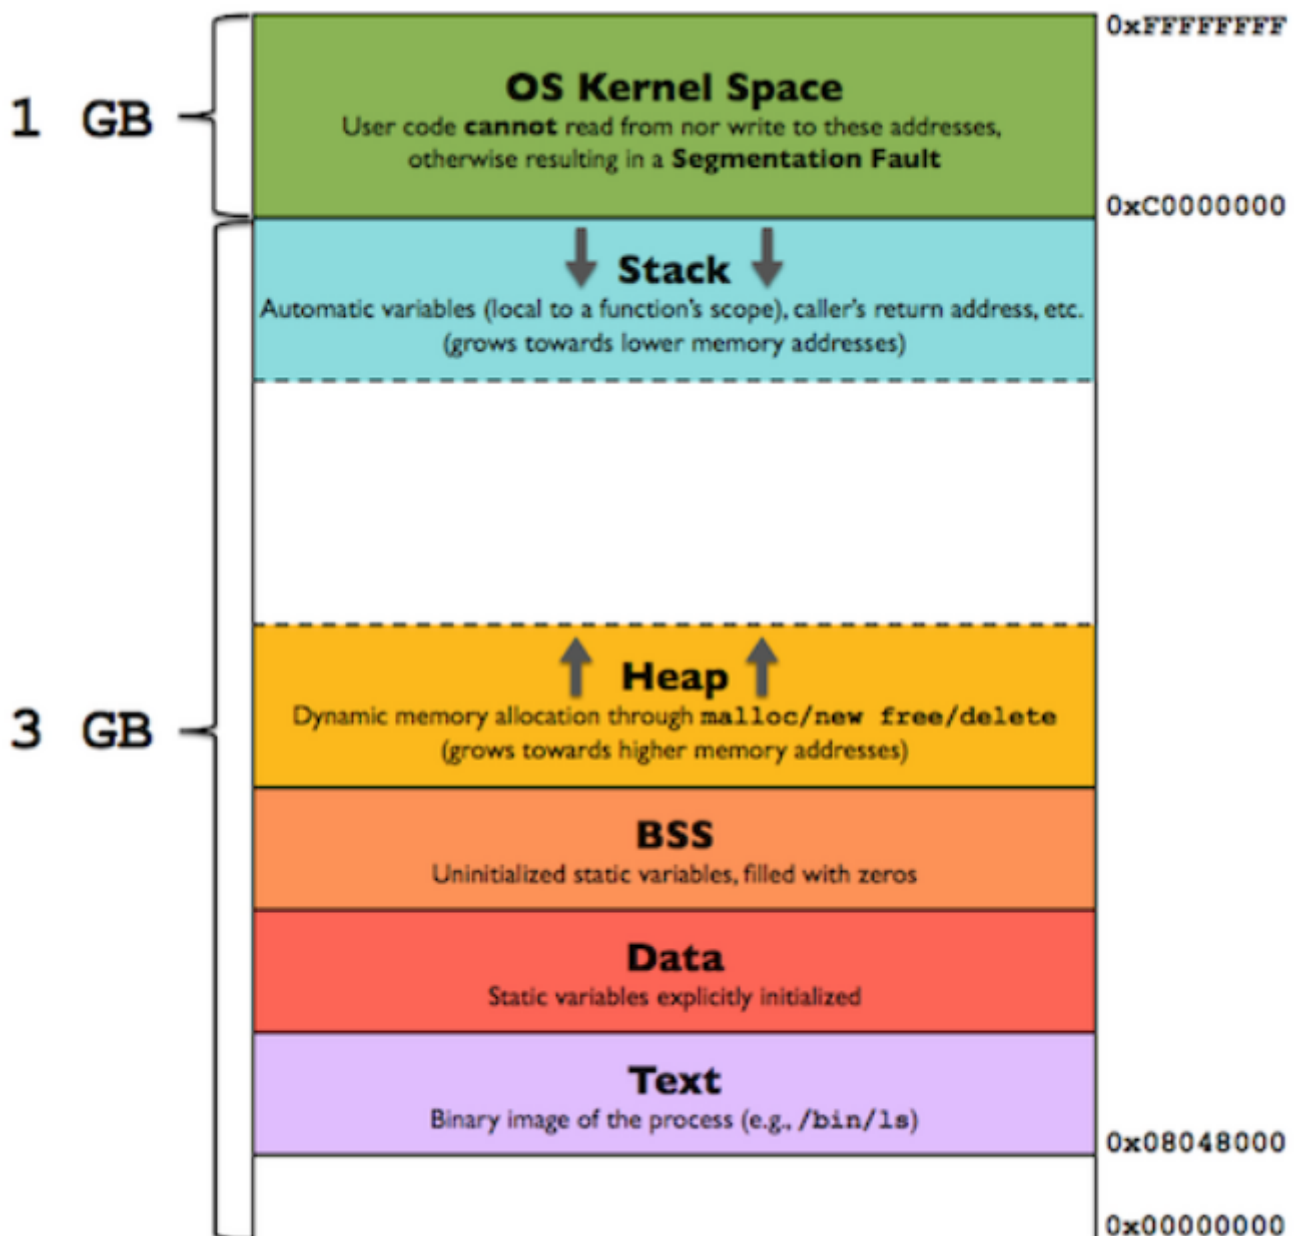 0xFFFFFFFF
OS Kernel Space
User code cannot read from nor write to these addresses,
otherwise resulting in a Segmentation Fault
1 GB
0xC0000000
Stack
Automatic variables (local to a function's scope), caller's return address, etc.
(grows towards lower memory addresses)
Heap
Dynamic memory allocation through malloc/new free/delete
(grows towards higher memory addresses)
3 GB
BSS
Uninitialized static variables, filled with zeros
Data
Static variables explicitly initialized
Text
Binary image of the process (e.g., /bin/ls)
0x08048000
0x00000000